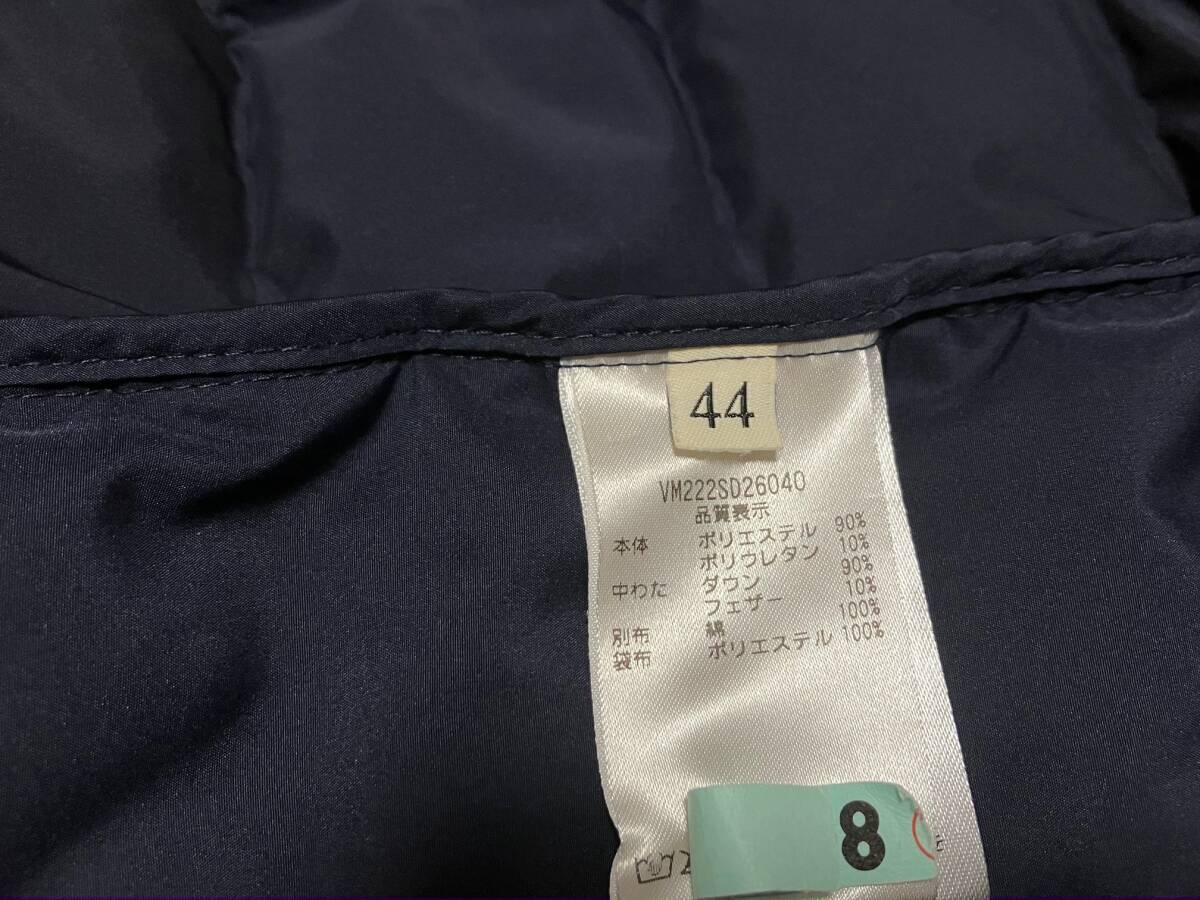 44
VM222SD26040
品質表示
本体 ポリエステル 90%
ポリウレタン 10%
中わた ダウン 90%
フェザー 10%
別布 綿 100%
袋布 ポリエステル 100%
8